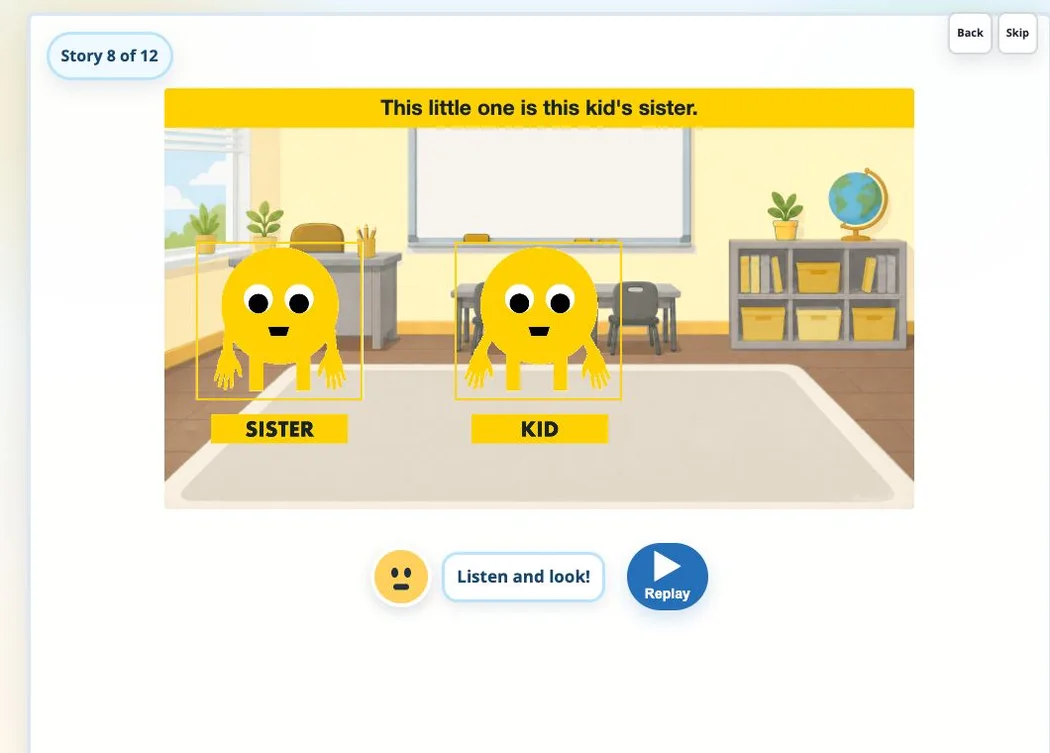 Back
Skip
Story 8 of 12
This little one is this kid's sister.
SISTER
KID
Listen and look!
Replay